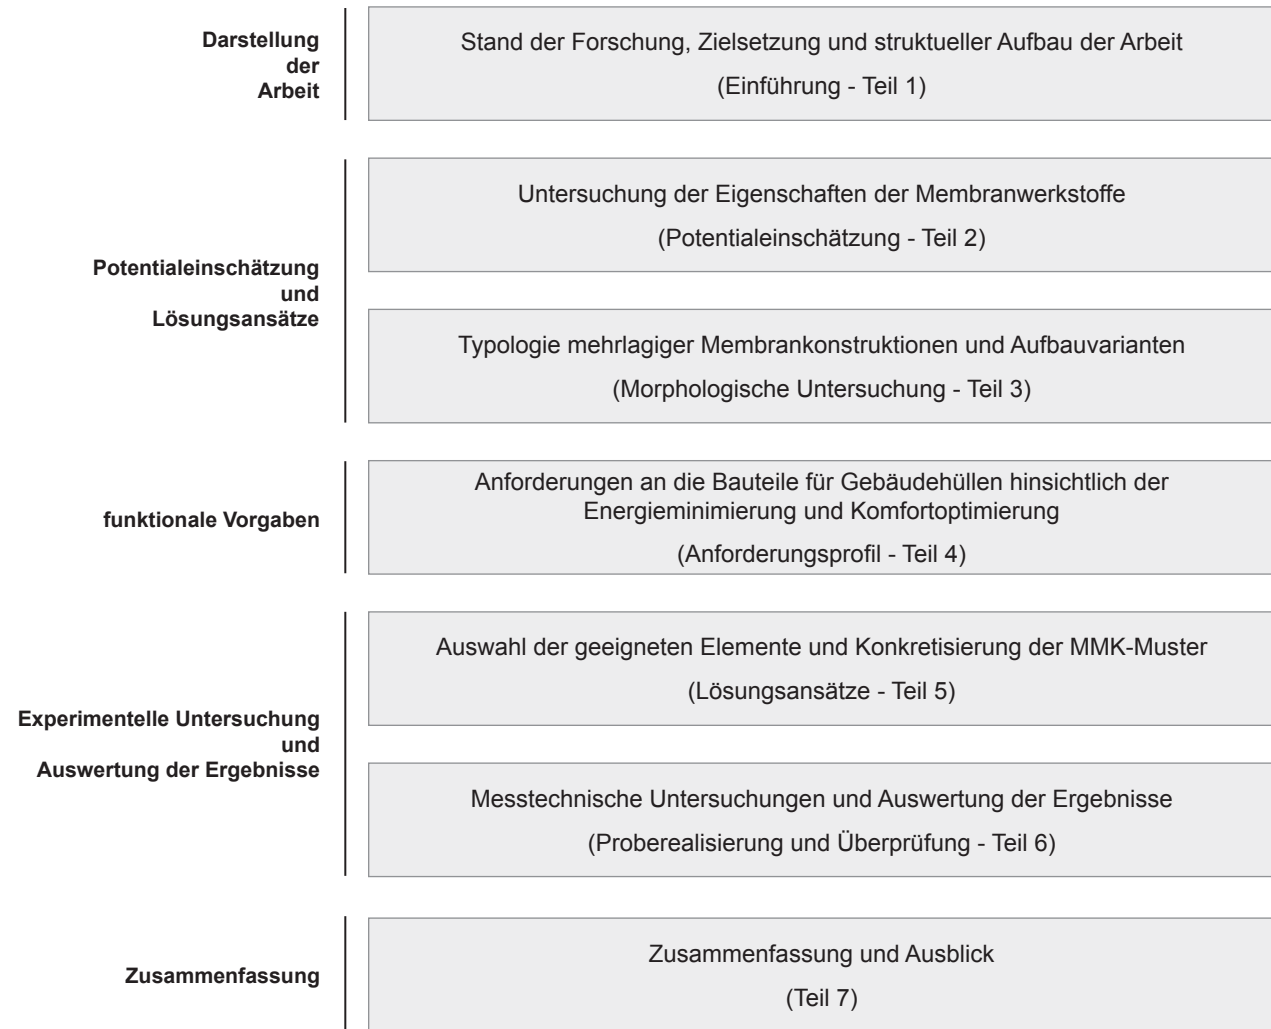 Darstellung
der
Arbeit
Stand der Forschung, Zielsetzung und struktueller Aufbau der Arbeit
(Einführung - Teil 1)
Potentialeinschätzung
und
Lösungsansätze
Untersuchung der Eigenschaften der Membranwerkstoffe
(Potentialeinschätzung - Teil 2)
Typologie mehrlagiger Membrankonstruktionen und Aufbauvarianten
(Morphologische Untersuchung - Teil 3)
funktionale Vorgaben
Anforderungen an die Bauteile für Gebäudehüllen hinsichtlich der
Energieminimierung und Komfortoptimierung
(Anforderungsprofil - Teil 4)
Experimentelle Untersuchung
und
Auswertung der Ergebnisse
Auswahl der geeigneten Elemente und Konkretisierung der MMK-Muster
(Lösungsansätze - Teil 5)
Messtechnische Untersuchungen und Auswertung der Ergebnisse
(Proberealisierung und Überprüfung - Teil 6)
Zusammenfassung
Zusammenfassung und Ausblick
(Teil 7)